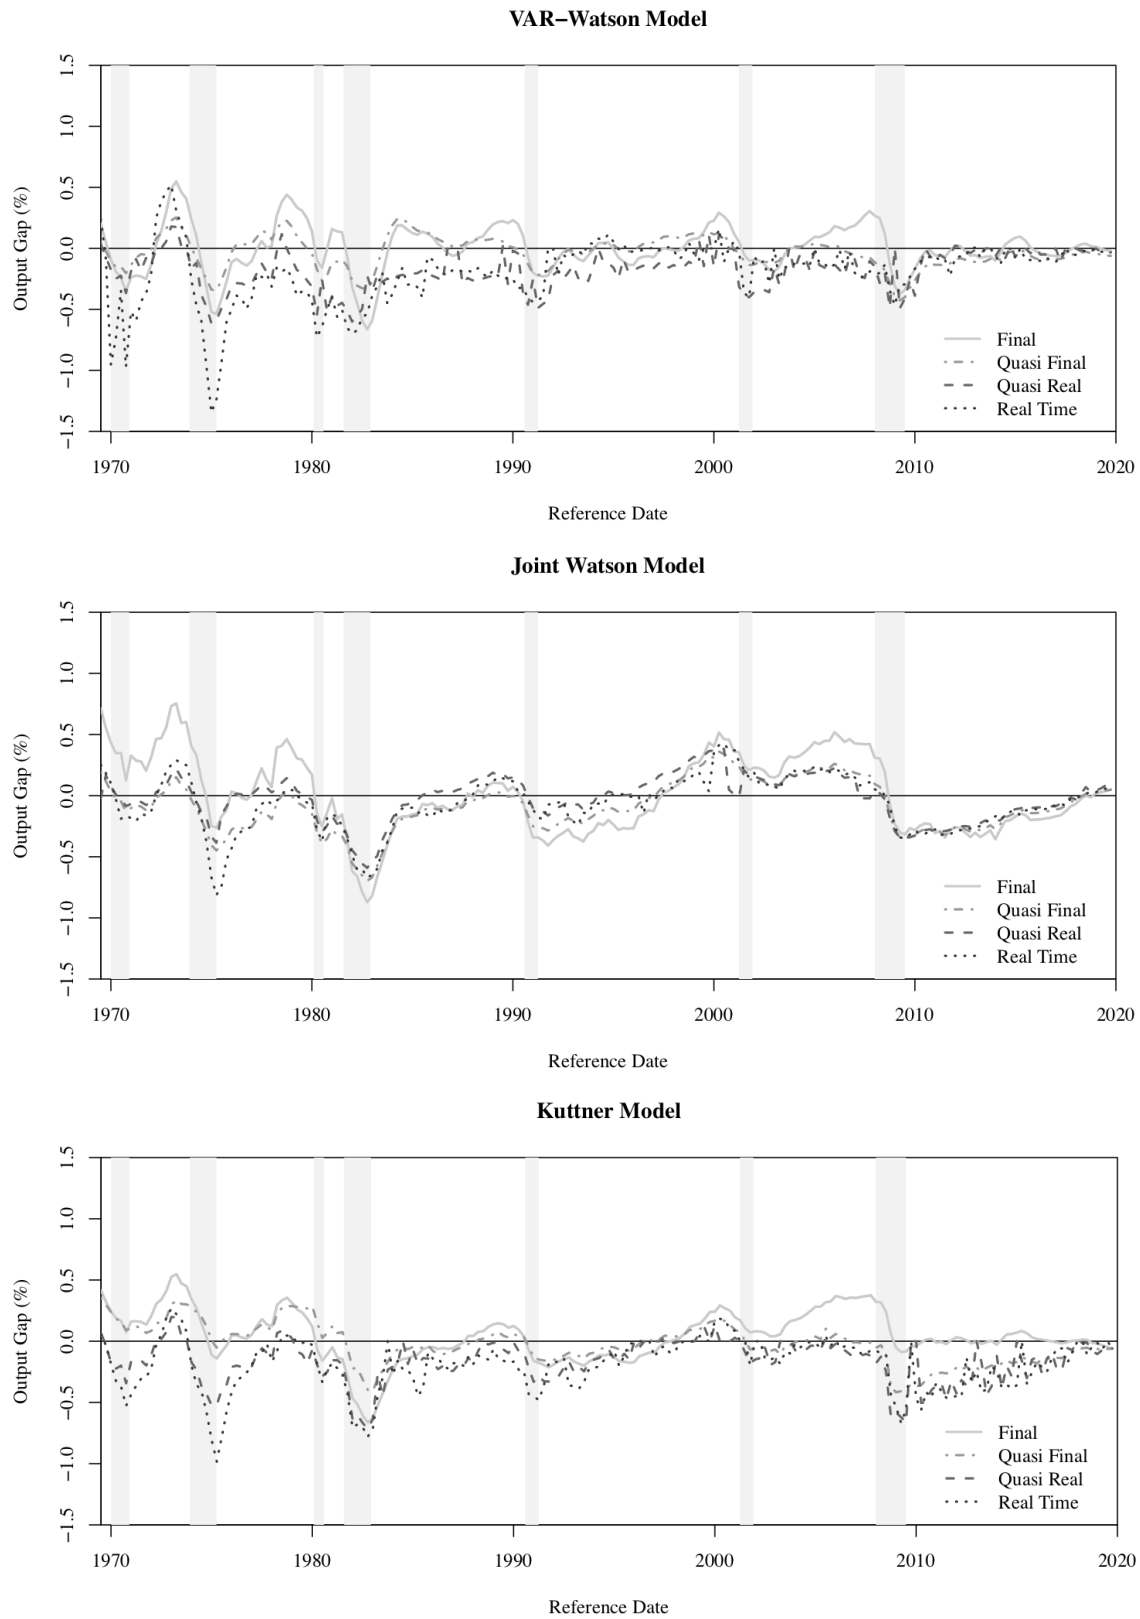 VAR−Watson Model
Output Gap (%)
1.5
1.0
0.5
0.0
−0.5
−1.0
−1.5
Final
Quasi Final
Quasi Real
Real Time
1970 1980 1990 2000 2010 2020
Reference Date
Joint Watson Model
Output Gap (%)
1.5
1.0
0.5
0.0
−0.5
−1.0
−1.5
Final
Quasi Final
Quasi Real
Real Time
1970 1980 1990 2000 2010 2020
Reference Date
Kuttner Model
Output Gap (%)
1.5
1.0
0.5
0.0
−0.5
−1.0
−1.5
Final
Quasi Final
Quasi Real
Real Time
1970 1980 1990 2000 2010 2020
Reference Date